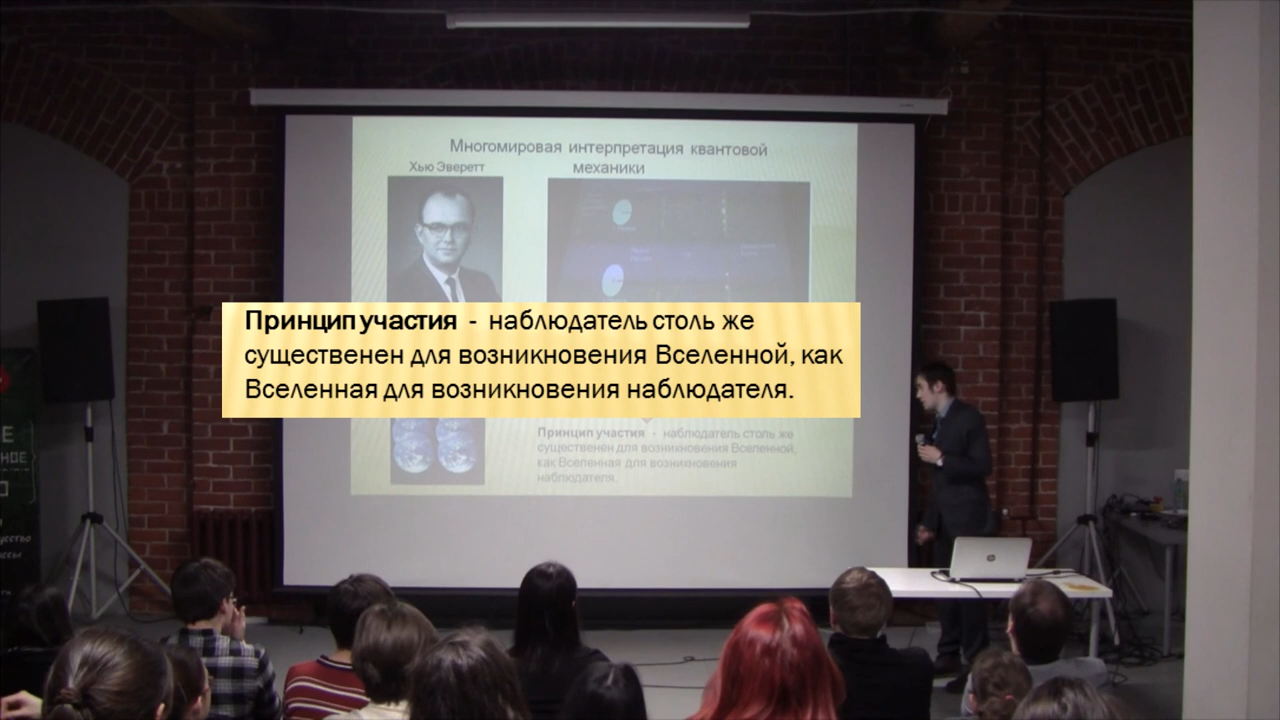 Многомировая интерпретация квантовой
механики
Хью Эверетт
Принцип участия - наблюдатель столь же
существенен для возникновения Вселенной, как
Вселенная для возникновения наблюдателя.
Принцип участия - наблюдатель столь же
существенен для возникновения Вселенной,
как Вселенная для возникновения
наблюдателя.
hp